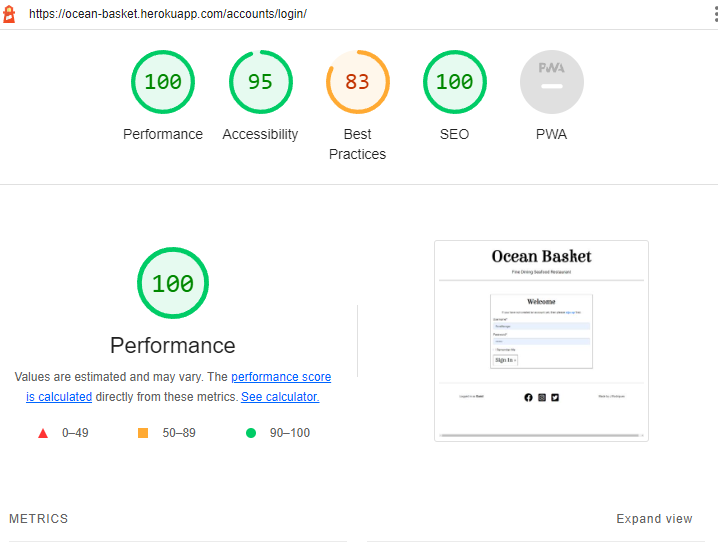 https://ocean-basket.herokuapp.com/accounts/login/
100
95
83
100
PWA
Performance
Accessibility
Best
Practices
SEO
PWA
100
Performance
Values are estimated and may vary. The performance score
is calculated directly from these metrics. See calculator.
0–49
50–89
90–100
Ocean Basket
Fine Dining Seafood Restaurant
Welcome
Sign In ›
METRICS
Expand view